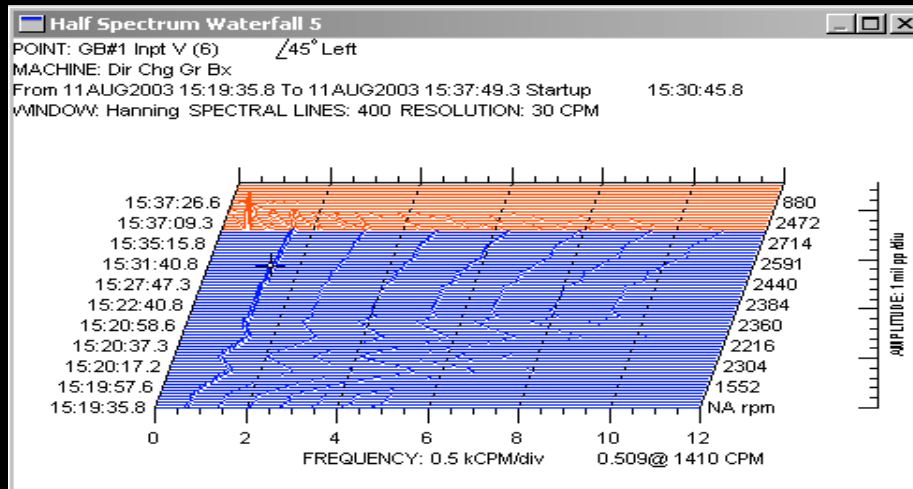 Half Spectrum Waterfall 5
POINT: GB#1 Inpt V (6) ∠45° Left
MACHINE: Dir Chg Gr Bx
From 11AUG2003 15:19:35.8 To 11AUG2003 15:37:49.3 Startup 15:30:45.8
WINDOW: Hanning SPECTRAL LINES: 400 RESOLUTION: 30 CPM
15:37:26.6 880
15:37:09.3 2472
15:35:15.8 2714
15:31:40.8 2591
15:27:47.3 2440
15:22:40.8 2384
15:20:58.6 2360
15:20:37.3 2216
15:20:17.2 2304
15:19:57.6 1552
15:19:35.8 NA rpm
AMPLITUDE: 1 mil pp/div
0 2 4 6 8 10 12
FREQUENCY: 0.5 kCPM/div 0.509@ 1410 CPM